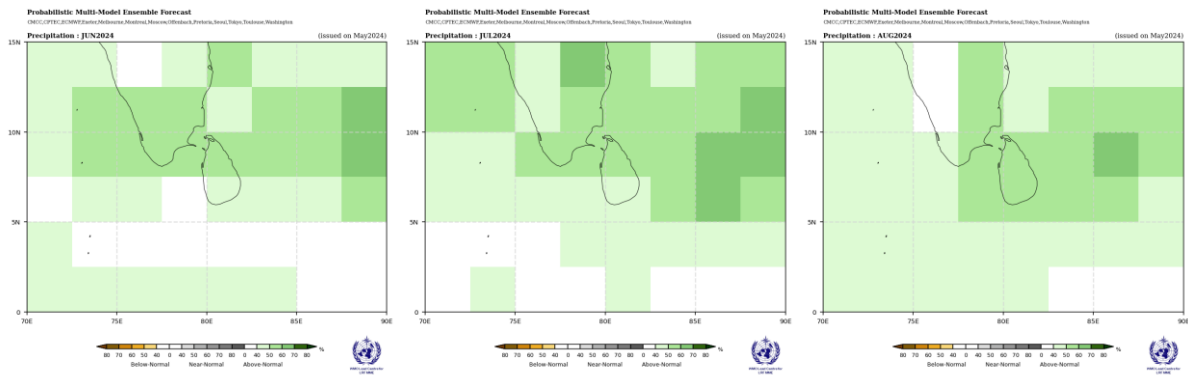 Probabilistic Multi-Model Ensemble Forecast
CMCC,CPTEC,ECMWF,Exeter,Melbourne,Montreal,Moscow,Offenbach,Pretoria,Seoul,Tokyo,Toulouse,Washington
Precipitation : JUN2024 (issued on May2024)
15N
10N
5N
0
70E 75E 80E 85E 90E
80 70 60 50 40 0 40 50 60 70 80 0 40 50 60 70 80 %
Below-Normal Near-Normal Above-Normal
Probabilistic Multi-Model Ensemble Forecast
CMCC,CPTEC,ECMWF,Exeter,Melbourne,Montreal,Moscow,Offenbach,Pretoria,Seoul,Tokyo,Toulouse,Washington
Precipitation : JUL2024 (issued on May2024)
15N
10N
5N
0
70E 75E 80E 85E 90E
80 70 60 50 40 0 40 50 60 70 80 0 40 50 60 70 80 %
Below-Normal Near-Normal Above-Normal
Probabilistic Multi-Model Ensemble Forecast
CMCC,CPTEC,ECMWF,Exeter,Melbourne,Montreal,Moscow,Offenbach,Pretoria,Seoul,Tokyo,Toulouse,Washington
Precipitation : AUG2024 (issued on May2024)
15N
10N
5N
0
70E 75E 80E 85E 90E
80 70 60 50 40 0 40 50 60 70 80 0 40 50 60 70 80 %
Below-Normal Near-Normal Above-Normal